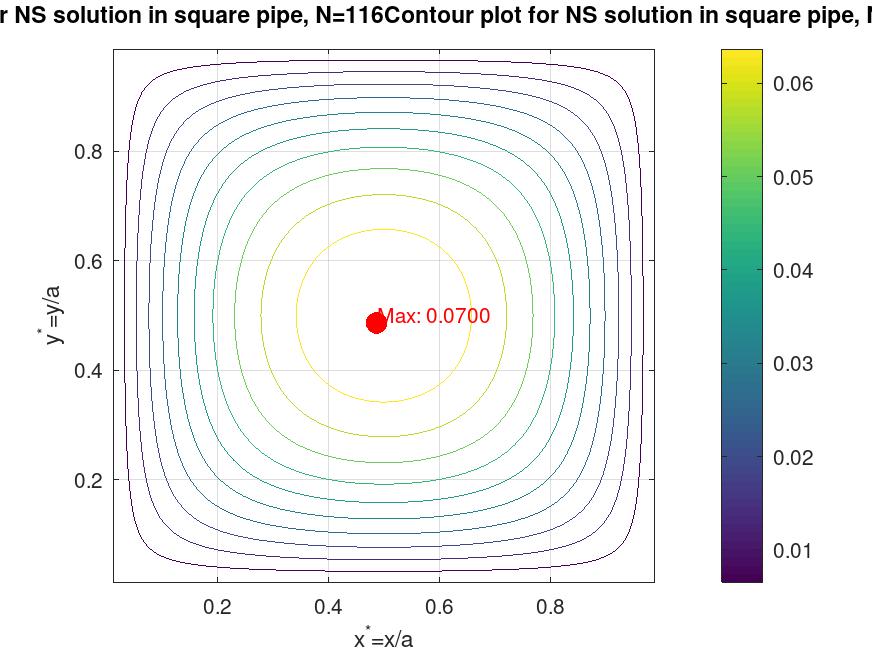 r NS solution in square pipe, N=116Contour plot for NS solution in square pipe, N
0.8
0.6
0.4
0.2
y*=y/a
0.2 0.4 0.6 0.8
x*=x/a
Max: 0.0700
0.06
0.05
0.04
0.03
0.02
0.01